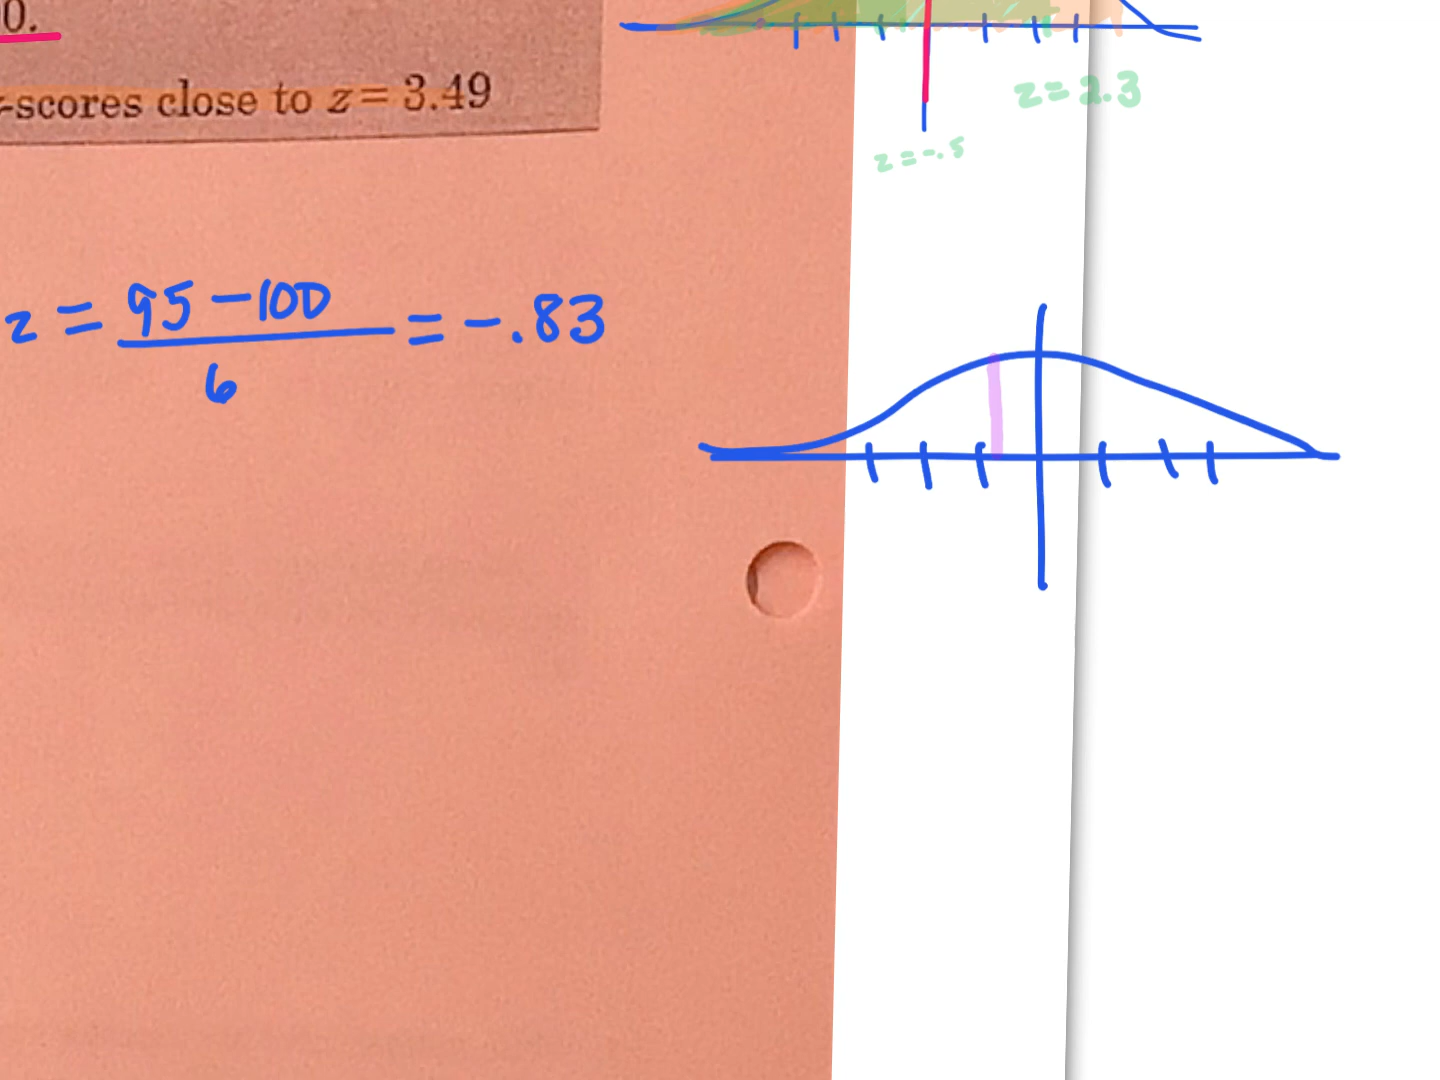 0.
-scores close to z = 3.49
z = 2.3
z = -.5
z = 95 - 100 / 6 = -.83